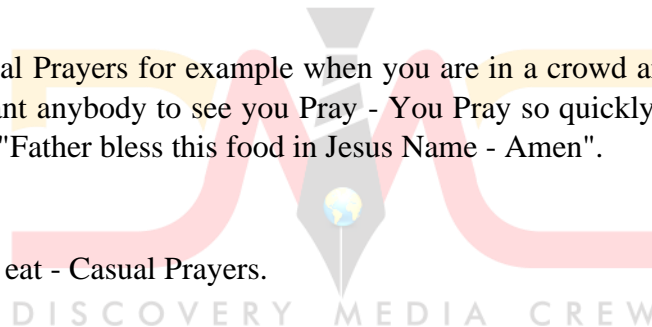 al Prayers for example when you are in a crowd a
ant anybody to see you Pray - You Pray so quickly
"Father bless this food in Jesus Name - Amen".
eat - Casual Prayers.
DISCOVERY MEDIA CREW